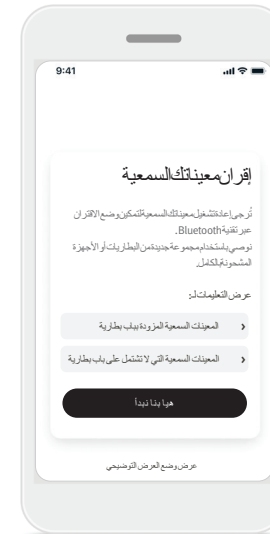 9:41
إقران معيناتك السمعية
تُرجى إعادة تشغيل معيناتك السمعية لتمكين وضع الاقتران
عبر تقنية Bluetooth.
نوصي باستخدام مجموعة جديدة من البطاريات أو الأجهزة
المشحونة بالكامل.
عرض التعليمات لـ:
المعينات السمعية المزودة بباب بطارية
المعينات السمعية التي لا تشتمل على باب بطارية
هيا بنا نبدأ
عرض وضع العرض التوضيحي